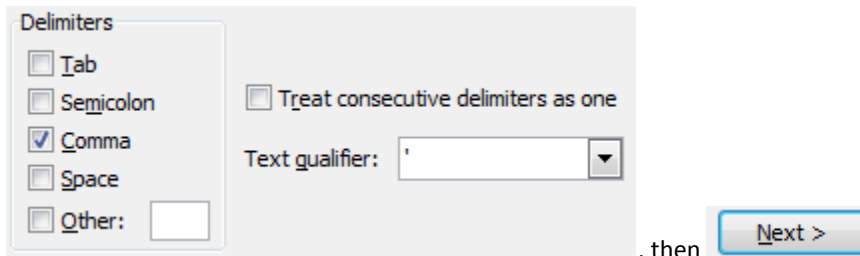 Delimiters
Tab
Semicolon
Treat consecutive delimiters as one
Comma
Text qualifier: '
Space
Other:
, then Next >